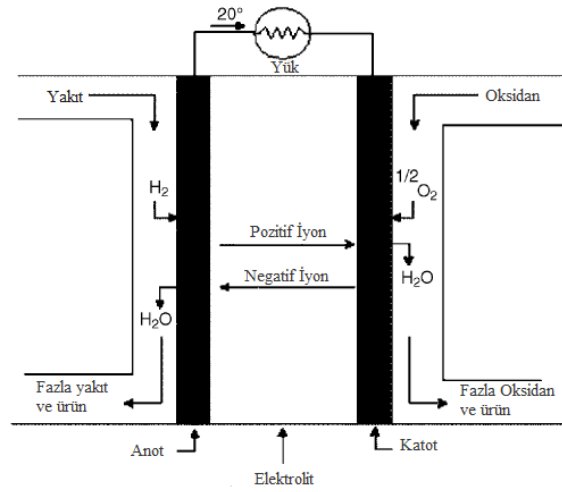 20°
Yük
Yakıt
Oksidan
H₂
1/2
O₂
Pozitif İyon
H₂O
Negatif İyon
H₂O
Fazla yakıt
ve ürün
Fazla Oksidan
ve ürün
Anot
Katot
Elektrolit